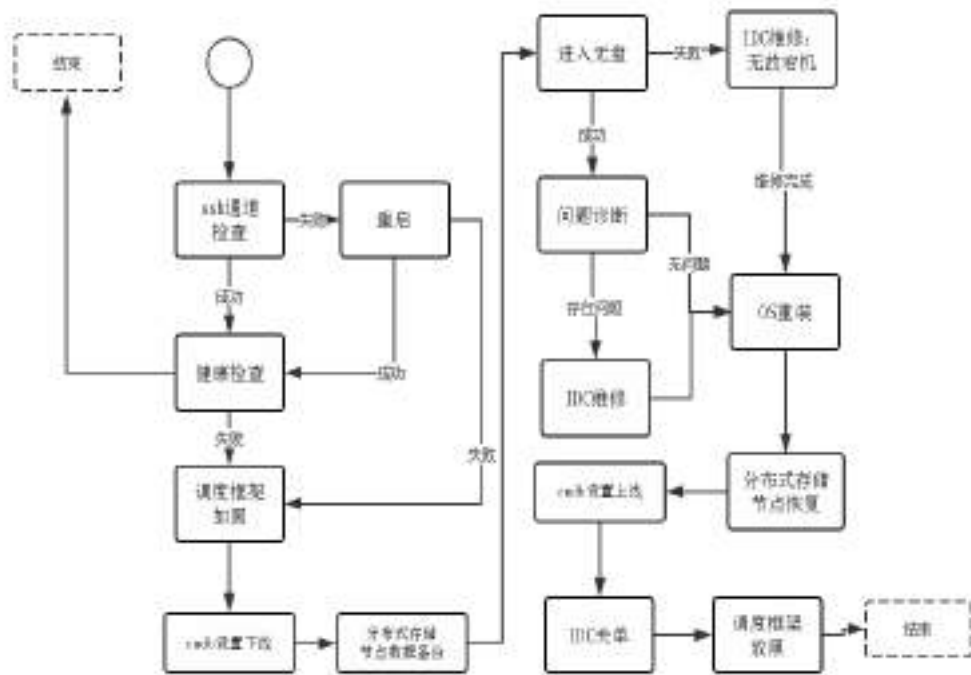 结束
ssh通道
检查
失败
重启
成功
健康检查
成功
失败
失败
调度框架
加黑
cmdb设置下线
分布式存储
节点数据备份
进入光盘
失败
IDC维修:
无故宕机
成功
维修完成
问题诊断
无问题
存在问题
OS重装
IDC维修
分布式存储
节点恢复
cmdb设置上线
IDC关单
调度框架
结束